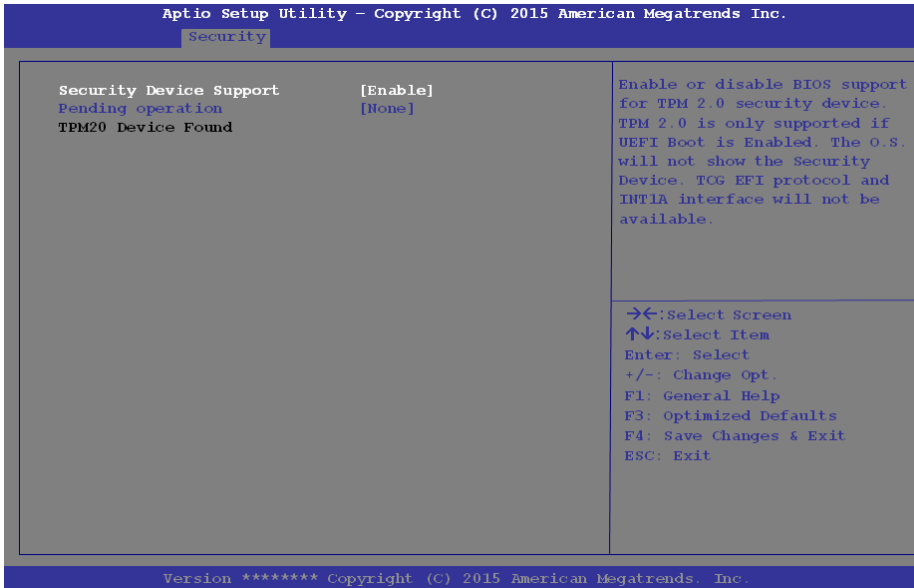 Aptio Setup Utility – Copyright (C) 2015 American Megatrends Inc.
Security
Security Device Support [Enable]
Pending operation [None]
TPM20 Device Found
Enable or disable BIOS support
for TPM 2.0 security device.
TPM 2.0 is only supported if
UEFI Boot is Enabled. The O.S.
will not show the Security
Device. TCG EFI protocol and
INT1A interface will not be
available.
→←:Select Screen
↑↓:Select Item
Enter: Select
+/-: Change Opt.
F1: General Help
F3: Optimized Defaults
F4: Save Changes & Exit
ESC: Exit
Version ******** Copyright (C) 2015 American Megatrends. Inc.